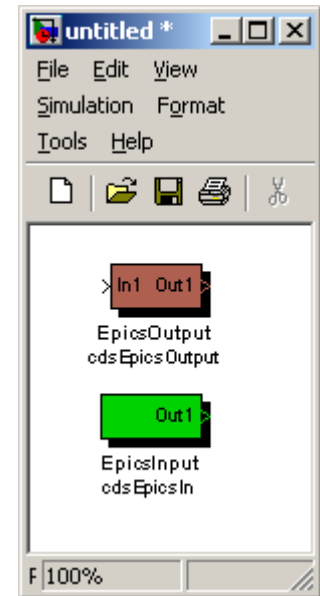 untitled *
File Edit View
Simulation Format
Tools Help
In1 Out1
EpicsOutput
cdsEpicsOutput
Out1
EpicsInput
cdsEpicsIn
F 100%